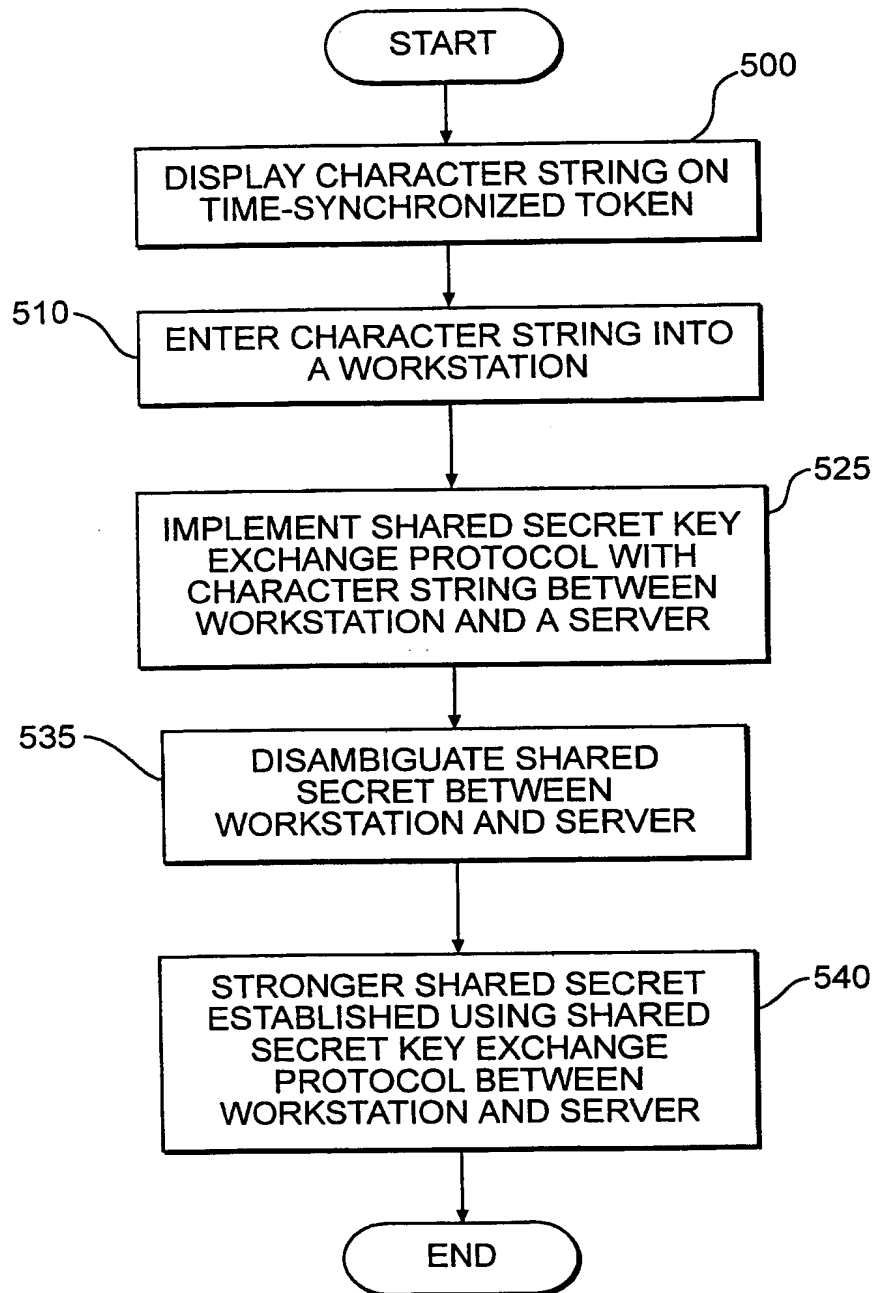 START
500
DISPLAY CHARACTER STRING ON
TIME-SYNCHRONIZED TOKEN
510
ENTER CHARACTER STRING INTO
A WORKSTATION
525
IMPLEMENT SHARED SECRET KEY
EXCHANGE PROTOCOL WITH
CHARACTER STRING BETWEEN
WORKSTATION AND A SERVER
535
DISAMBIGUATE SHARED
SECRET BETWEEN
WORKSTATION AND SERVER
540
STRONGER SHARED SECRET
ESTABLISHED USING SHARED
SECRET KEY EXCHANGE
PROTOCOL BETWEEN
WORKSTATION AND SERVER
END